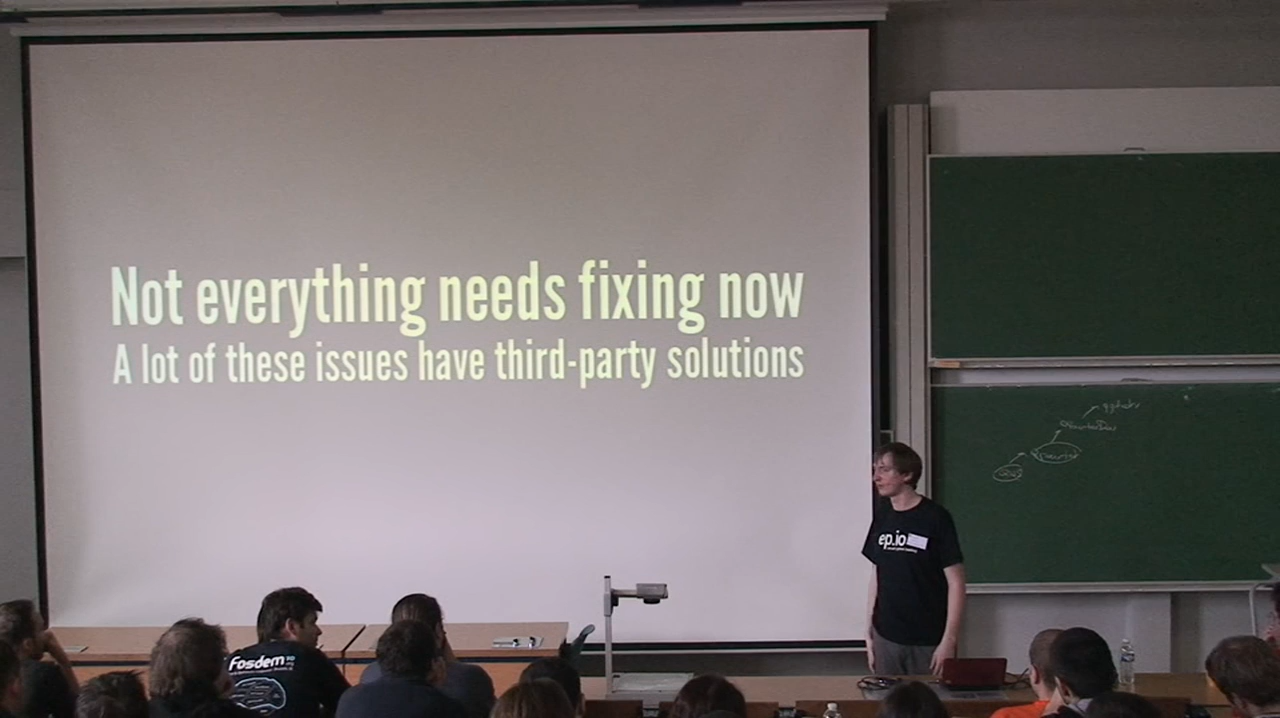 Not everything needs fixing now
A lot of these issues have third-party solutions
ep.io
Fosdem